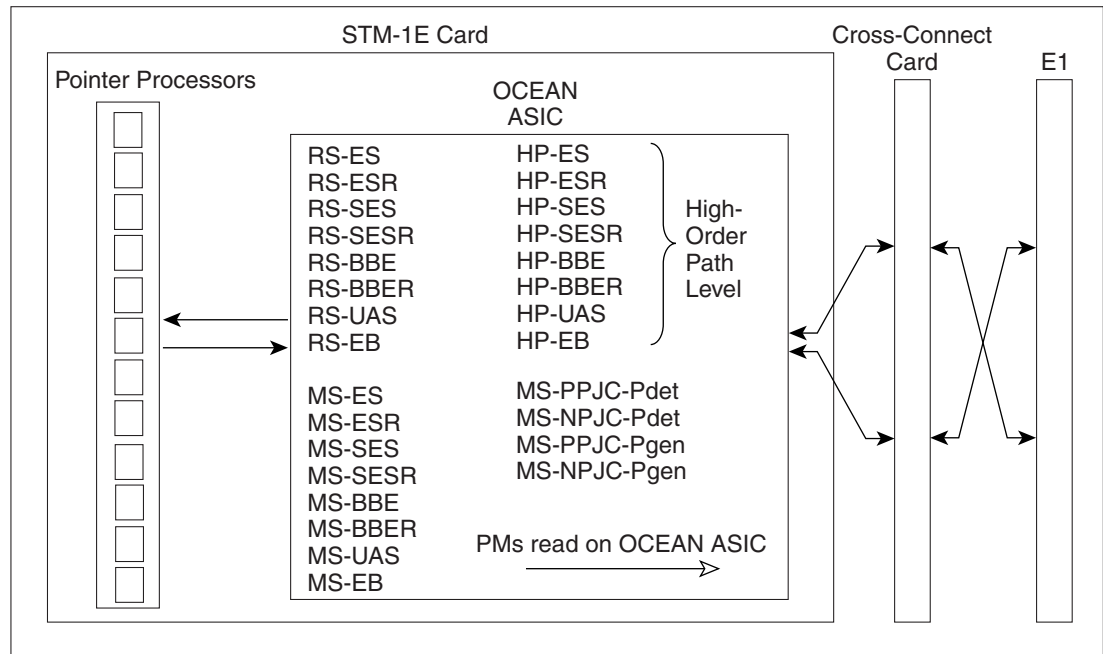 STM-1E Card
Cross-Connect
Card
E1
Pointer Processors
OCEAN
ASIC
RS-ES
RS-ESR
RS-SES
RS-SESR
RS-BBE
RS-BBER
RS-UAS
RS-EB
HP-ES
HP-ESR
HP-SES
HP-SESR
HP-BBE
HP-BBER
HP-UAS
HP-EB
High-
Order
Path
Level
MS-ES
MS-ESR
MS-SES
MS-SESR
MS-BBE
MS-BBER
MS-UAS
MS-EB
MS-PPJC-Pdet
MS-NPJC-Pdet
MS-PPJC-Pgen
MS-NPJC-Pgen
PMs read on OCEAN ASIC